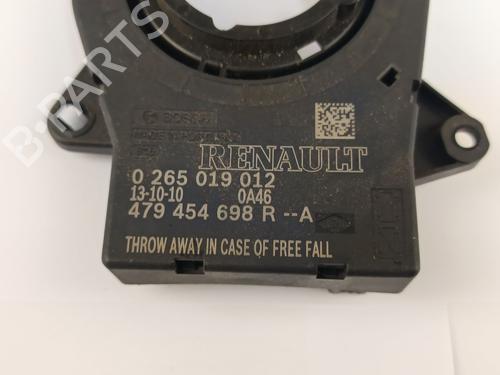 B-PARTS
BOSCH
RENAULT
0 265 019 012
13-10-10 0A46
479 454 698 R --A
THROW AWAY IN CASE OF FREE FALL